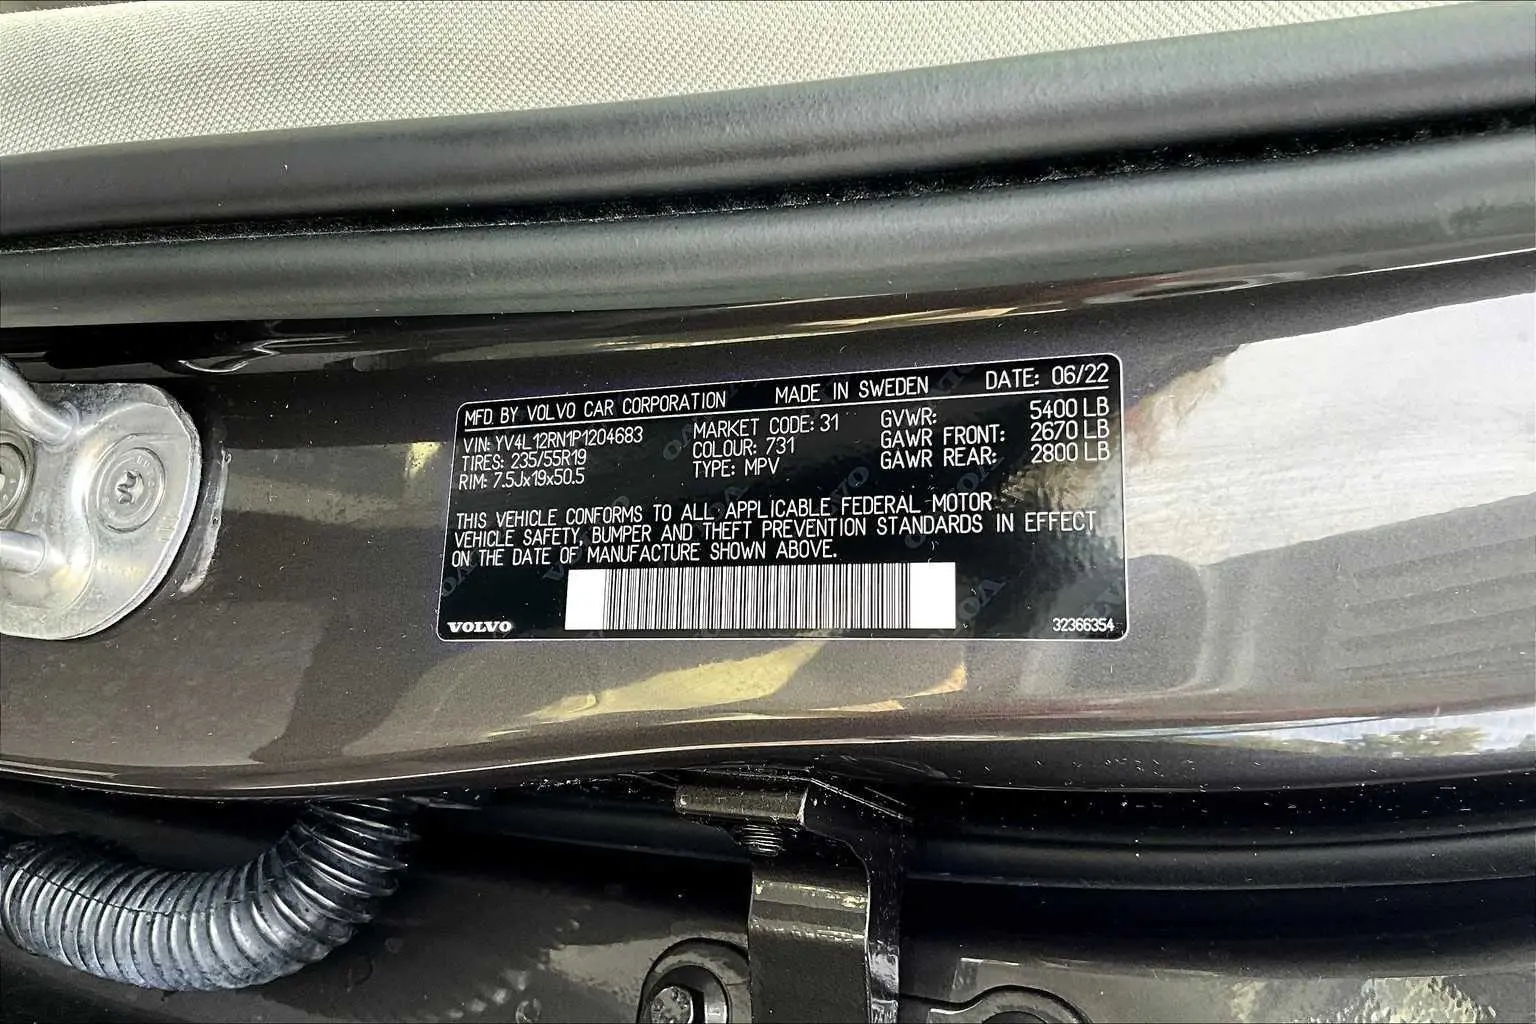 MFD BY VOLVO CAR CORPORATION MADE IN SWEDEN DATE: 06/22
VIN: YV4L12RN1P1204683 MARKET CODE: 31 GVWR: 5400 LB
TIRES: 235/55R19 COLOUR: 731 GAWR FRONT: 2670 LB
RIM: 7.5Jx19x50.5 TYPE: MPV GAWR REAR: 2800 LB
THIS VEHICLE CONFORMS TO ALL APPLICABLE FEDERAL MOTOR
VEHICLE SAFETY, BUMPER AND THEFT PREVENTION STANDARDS IN EFFECT
ON THE DATE OF MANUFACTURE SHOWN ABOVE.
VOLVO 32366354